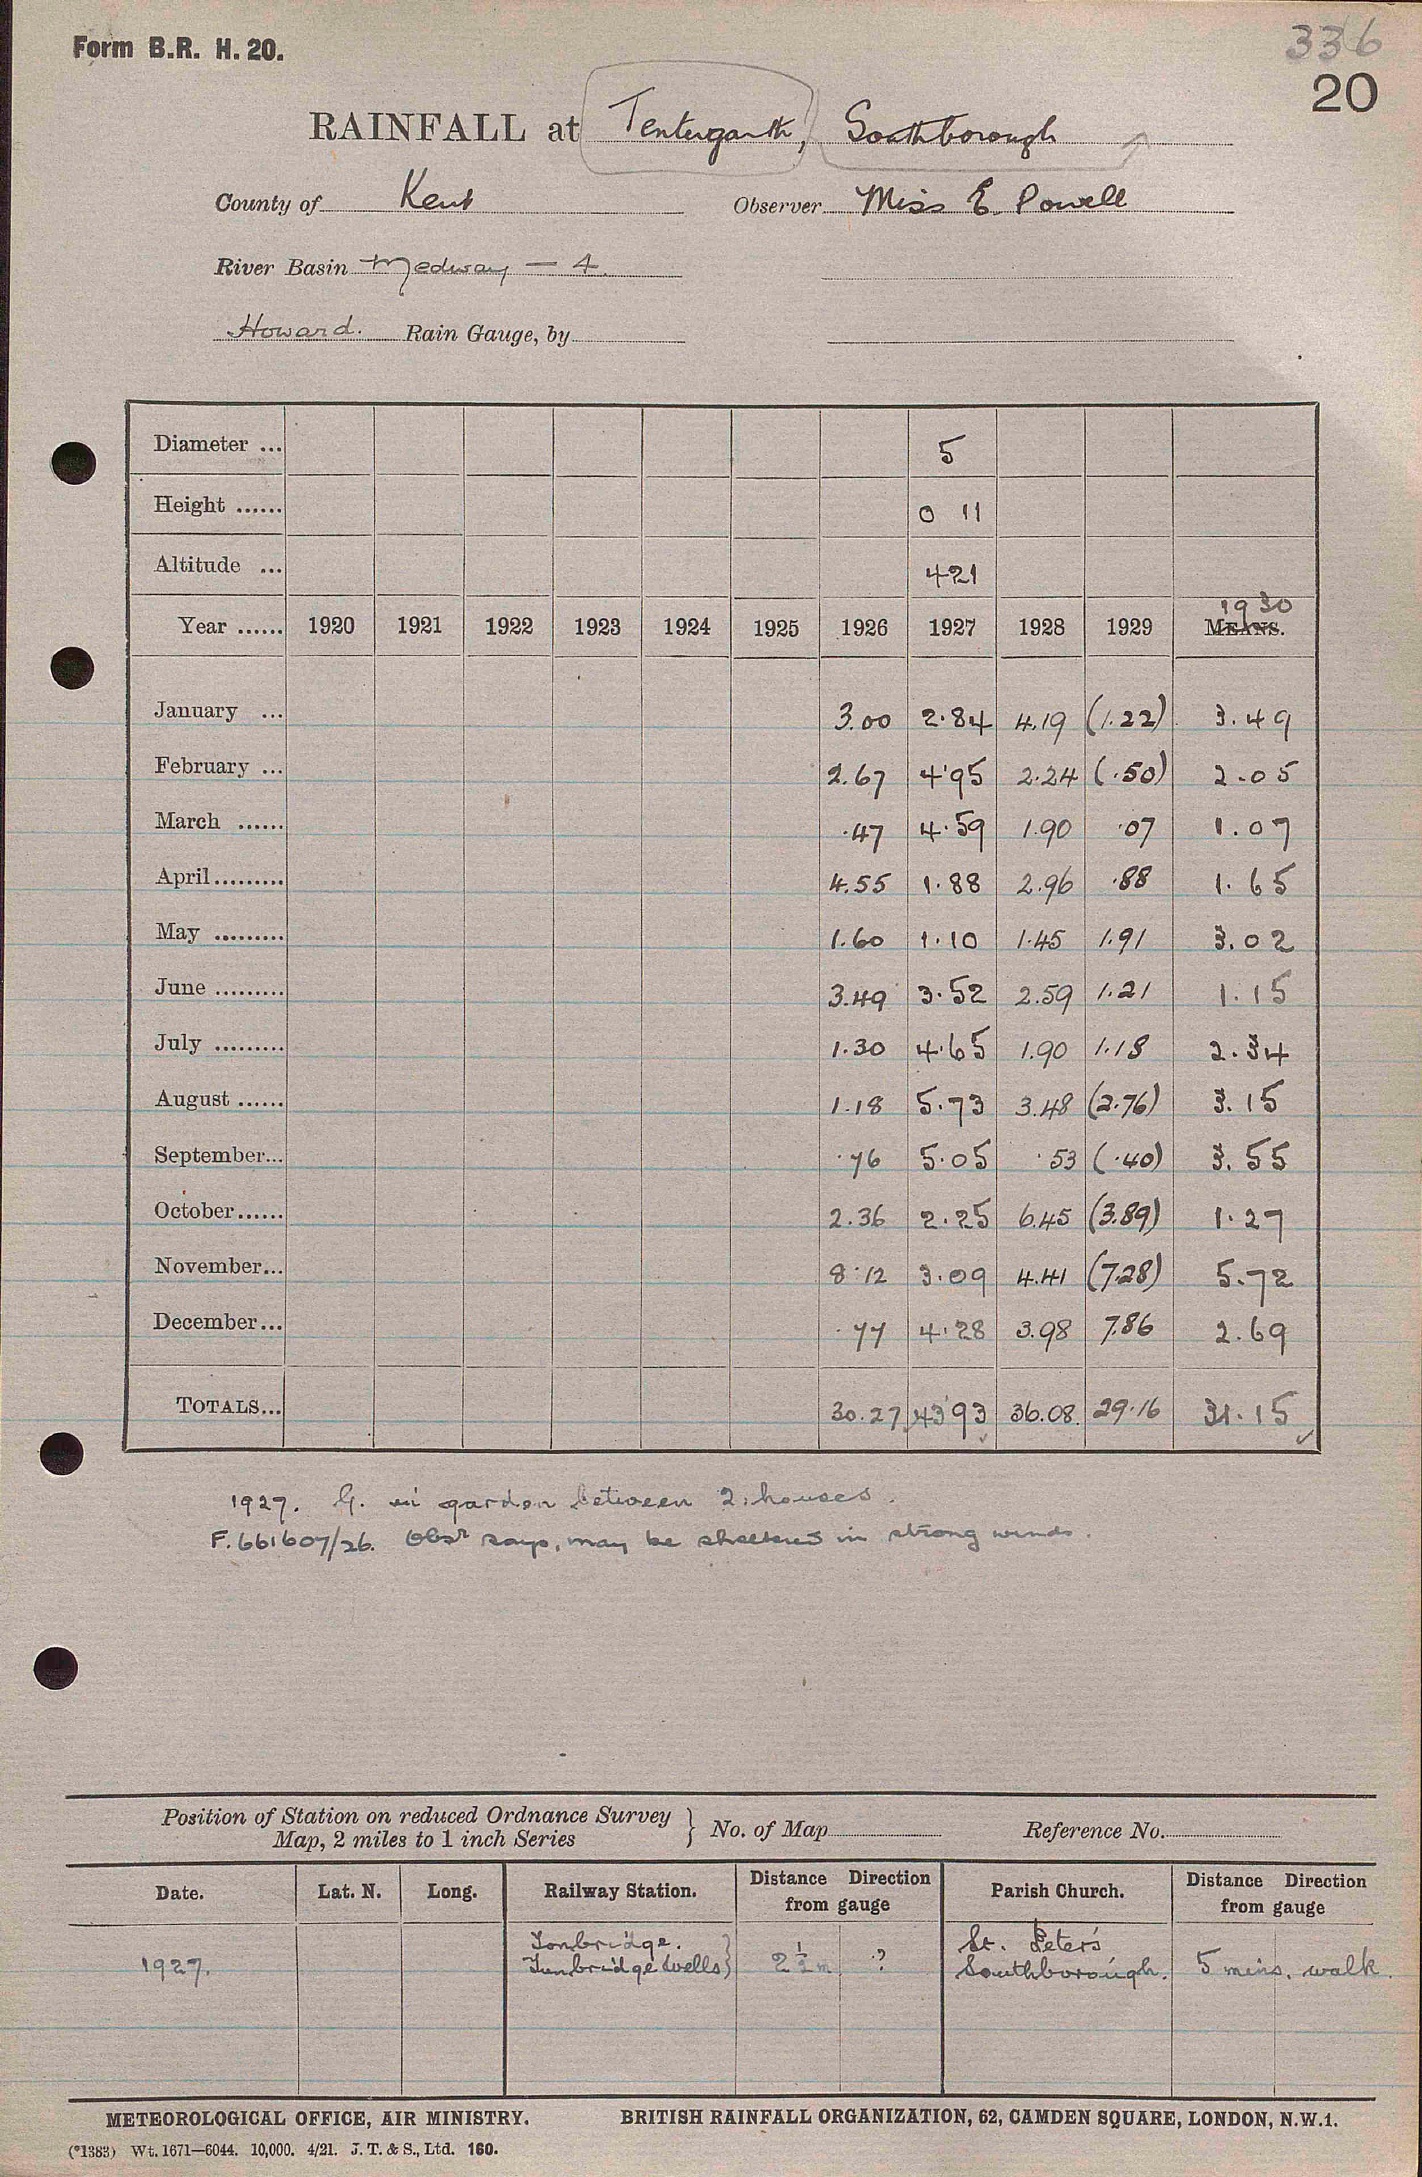 Form B.R. H. 20.
336
20
RAINFALL at Tentergarth, Southborough
County of Kent Observer Miss E Powell
River Basin Medway — 4.
Howard. Rain Gauge, by
Diameter ... 5
Height ...... 0 11
Altitude ... 421
1930
Year ...... 1920 1921 1922 1923 1924 1925 1926 1927 1928 1929 MEANS.
January ... 3.00 2.84 4.19 (1.22) 3.49
February ... 2.67 4.95 2.24 (.50) 2.05
March ...... .47 4.59 1.90 .07 1.07
April......... 4.55 1.88 2.96 .88 1.65
May ......... 1.60 1.10 1.45 1.91 3.02
June ......... 3.49 3.52 2.59 1.21 1.15
July ......... 1.30 4.65 1.90 1.18 2.34
August ...... 1.18 5.73 3.48 (2.76) 3.15
September... .76 5.05 .53 (.40) 3.55
October...... 2.36 2.25 6.45 (3.89) 1.27
November... 8.12 3.09 4.41 (7.28) 5.72
December... .77 4.28 3.98 7.86 2.69
TOTALS... 30.27 43.93 36.08. 29.16 31.15
1927. G. in garden between 2 houses.
F.661607/26. Obsr says, may be sheltered in strong winds.
Position of Station on reduced Ordnance Survey
Map, 2 miles to 1 inch Series } No. of Map Reference No.
Date. Lat. N. Long. Railway Station. Distance Direction from gauge Parish Church. Distance Direction from gauge
Tonbridge. St. Peter's
1927. Tunbridge Wells } 2½ m ? Southborough. 5 mins. walk.
METEOROLOGICAL OFFICE, AIR MINISTRY. BRITISH RAINFALL ORGANIZATION, 62, CAMDEN SQUARE, LONDON, N.W.1.
(*1383) Wt. 1671—6044. 10,000. 4/21. J. T. & S., Ltd. 160.